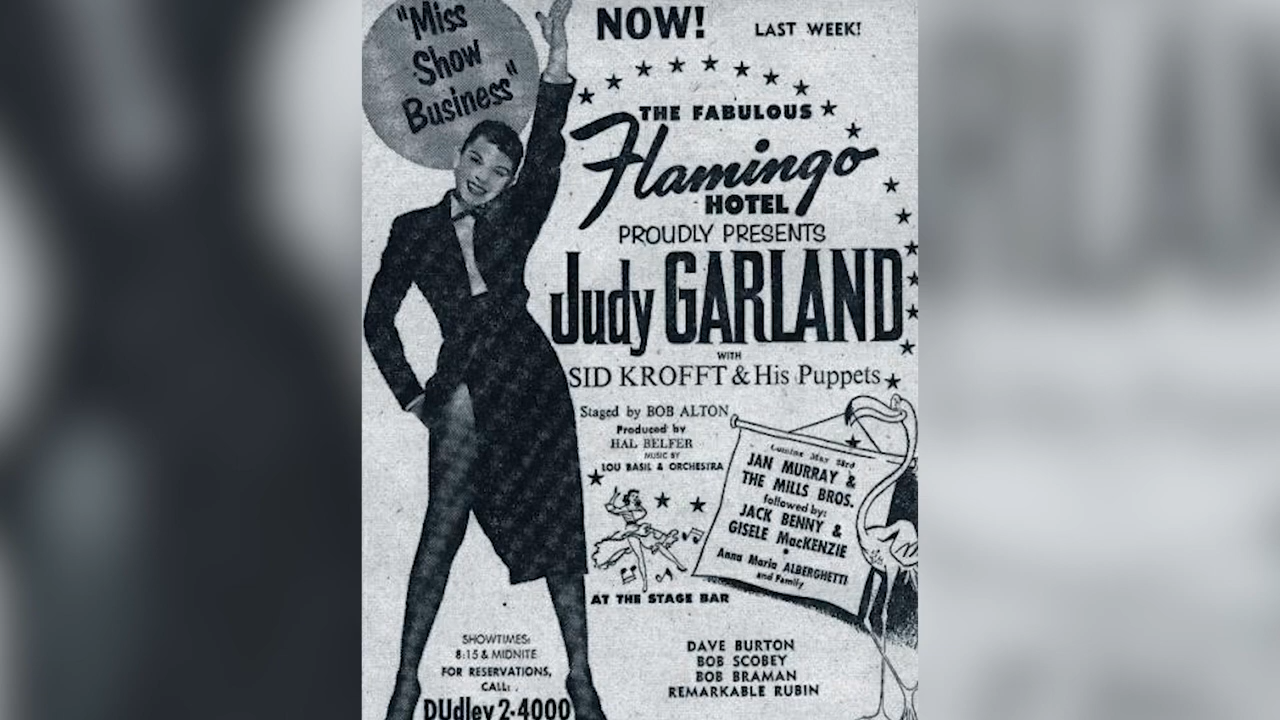 "Miss
Show
Business"
NOW!
LAST WEEK!
THE FABULOUS
Flamingo
HOTEL
PROUDLY PRESENTS
Judy GARLAND
WITH
SID KROFFT & His Puppets
Staged by BOB ALTON
Produced by
HAL BELFER
MUSIC BY
LOU BASIL & ORCHESTRA
Coming May 23rd
JAN MURRAY &
THE MILLS BROS.
followed by:
JACK BENNY &
GISELE MacKENZIE
Anna Maria ALBERGHETTI
and Family
AT THE STAGE BAR
DAVE BURTON
BOB SCOBEY
BOB BRAMAN
REMARKABLE RUBIN
SHOWTIMES:
8:15 & MIDNITE
FOR RESERVATIONS,
CALL:
DUdley 2-4000